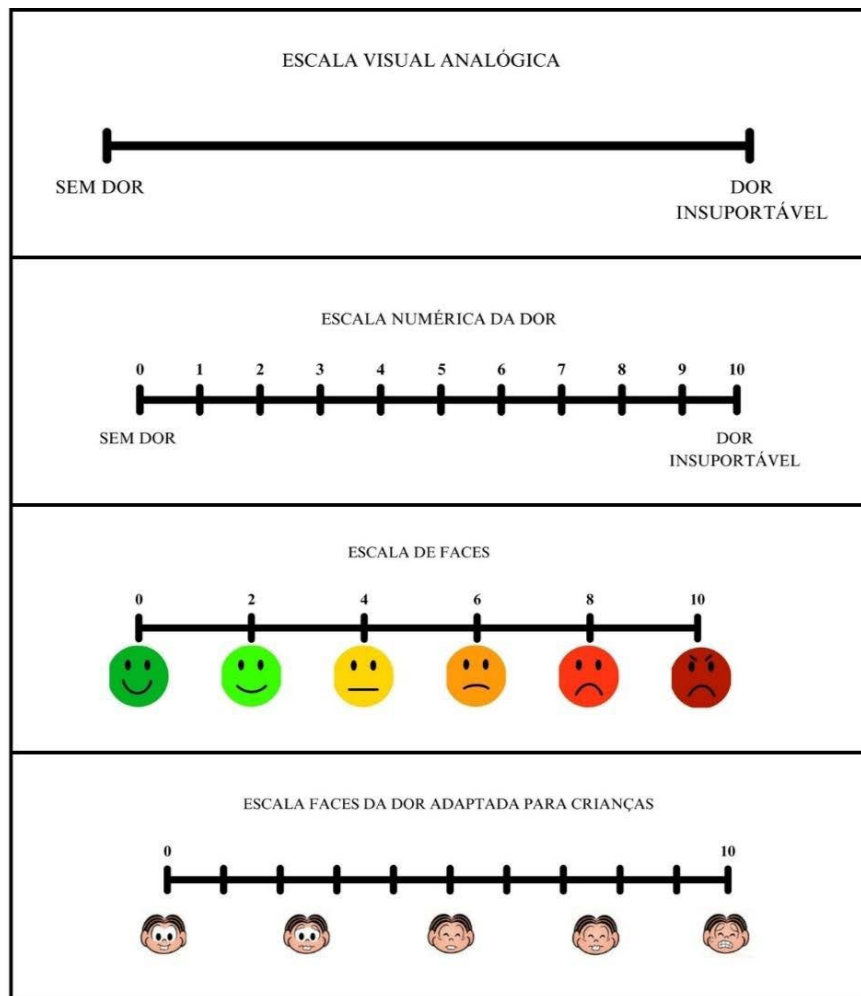 ESCALA VISUAL ANALÓGICA
SEM DOR
DOR
INSUPORTÁVEL
ESCALA NUMÉRICA DA DOR
0 1 2 3 4 5 6 7 8 9 10
SEM DOR
DOR
INSUPORTÁVEL
ESCALA DE FACES
0 2 4 6 8 10
ESCALA FACES DA DOR ADAPTADA PARA CRIANÇAS
0 10